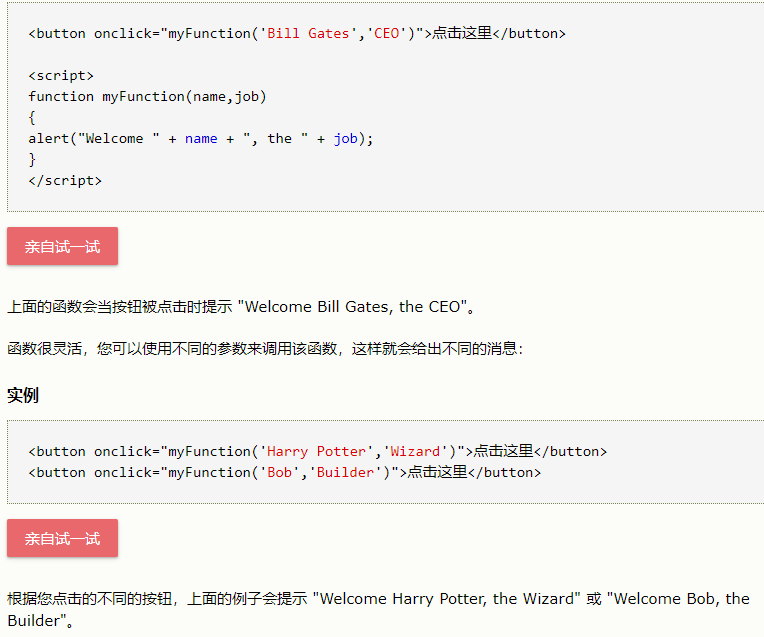 <button onclick="myFunction('Bill Gates','CEO')">点击这里</button>
<script>
function myFunction(name,job)
{
alert("Welcome " + name + ", the " + job);
}
</script>
亲自试一试
上面的函数会当按钮被点击时提示 "Welcome Bill Gates, the CEO"。
函数很灵活，您可以使用不同的参数来调用该函数，这样就会给出不同的消息：
实例
<button onclick="myFunction('Harry Potter','Wizard')">点击这里</button>
<button onclick="myFunction('Bob','Builder')">点击这里</button>
亲自试一试
根据您点击的不同的按钮，上面的例子会提示 "Welcome Harry Potter, the Wizard" 或 "Welcome Bob, the
Builder"。